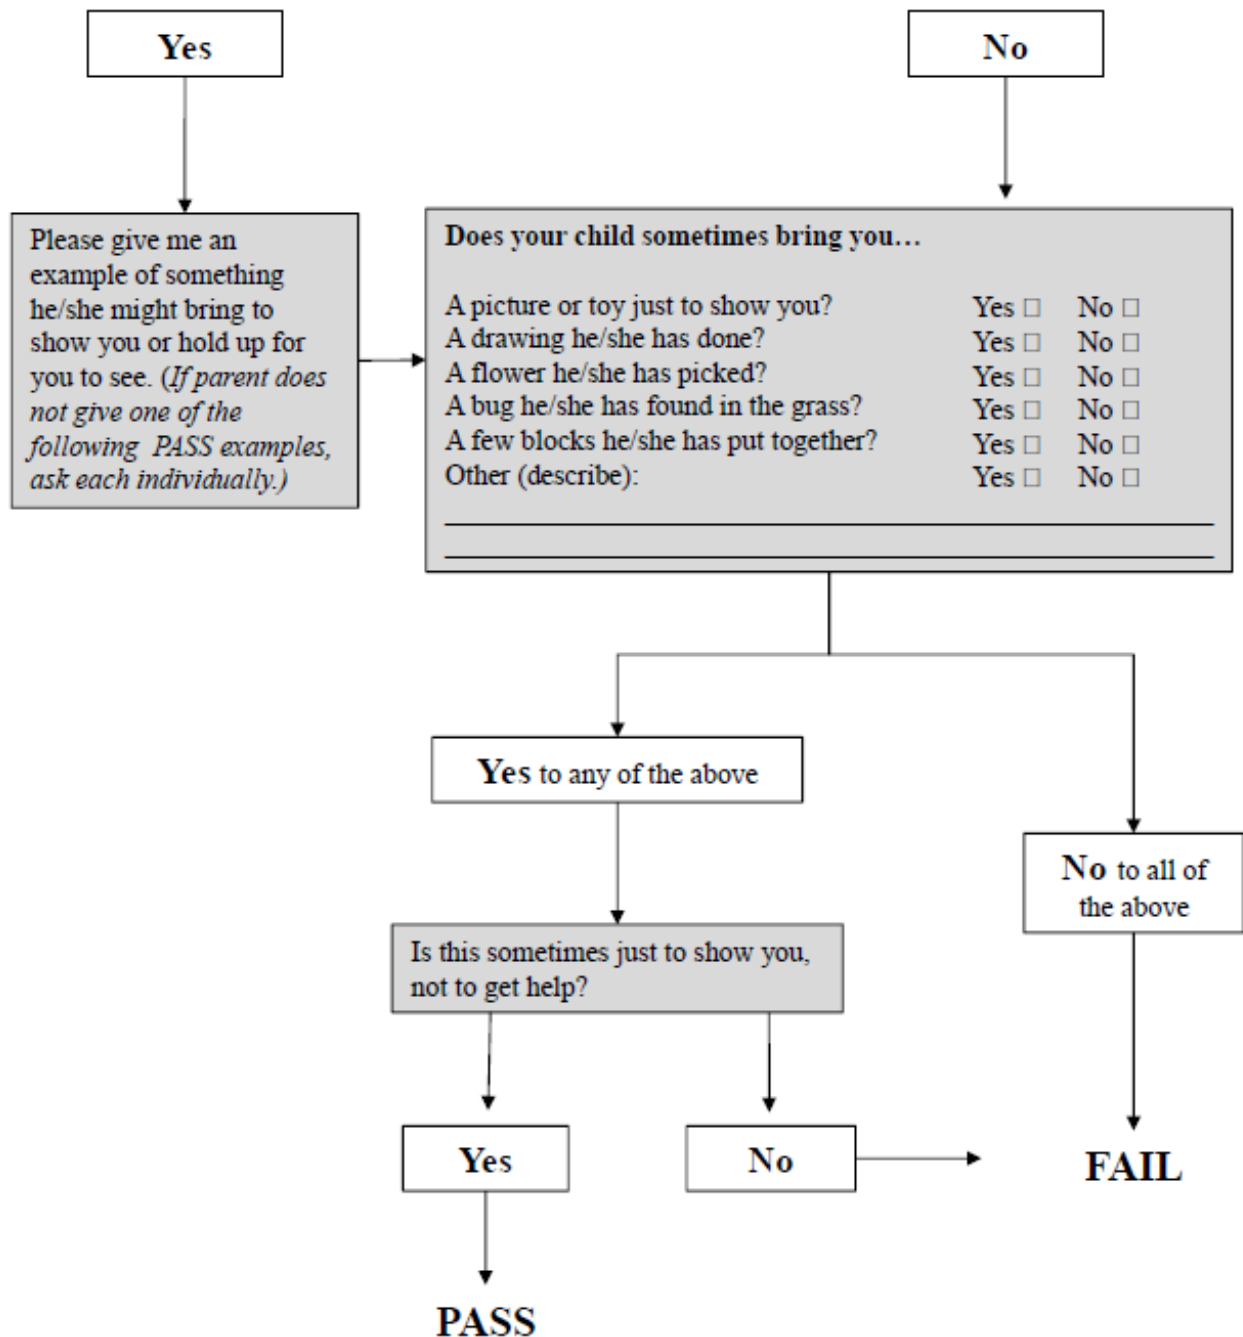 Yes
No
Please give me an
example of something
he/she might bring to
show you or hold up for
you to see. (If parent does
not give one of the
following PASS examples,
ask each individually.)
Does your child sometimes bring you…
A picture or toy just to show you? Yes □ No □
A drawing he/she has done? Yes □ No □
A flower he/she has picked? Yes □ No □
A bug he/she has found in the grass? Yes □ No □
A few blocks he/she has put together? Yes □ No □
Other (describe): Yes □ No □
Yes to any of the above
No to all of
the above
Is this sometimes just to show you,
not to get help?
Yes
No
FAIL
PASS